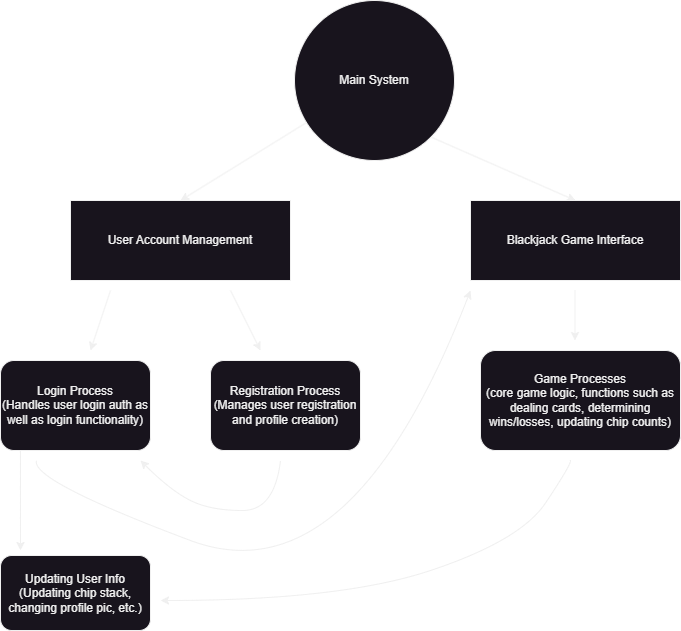 Main System
User Account Management
Blackjack Game Interface
Login Process
(Handles user login auth as
well as login functionality)
Registration Process
(Manages user registration
and profile creation)
Game Processes
(core game logic, functions such as
dealing cards, determining
wins/losses, updating chip counts)
Updating User Info
(Updating chip stack,
changing profile pic, etc.)